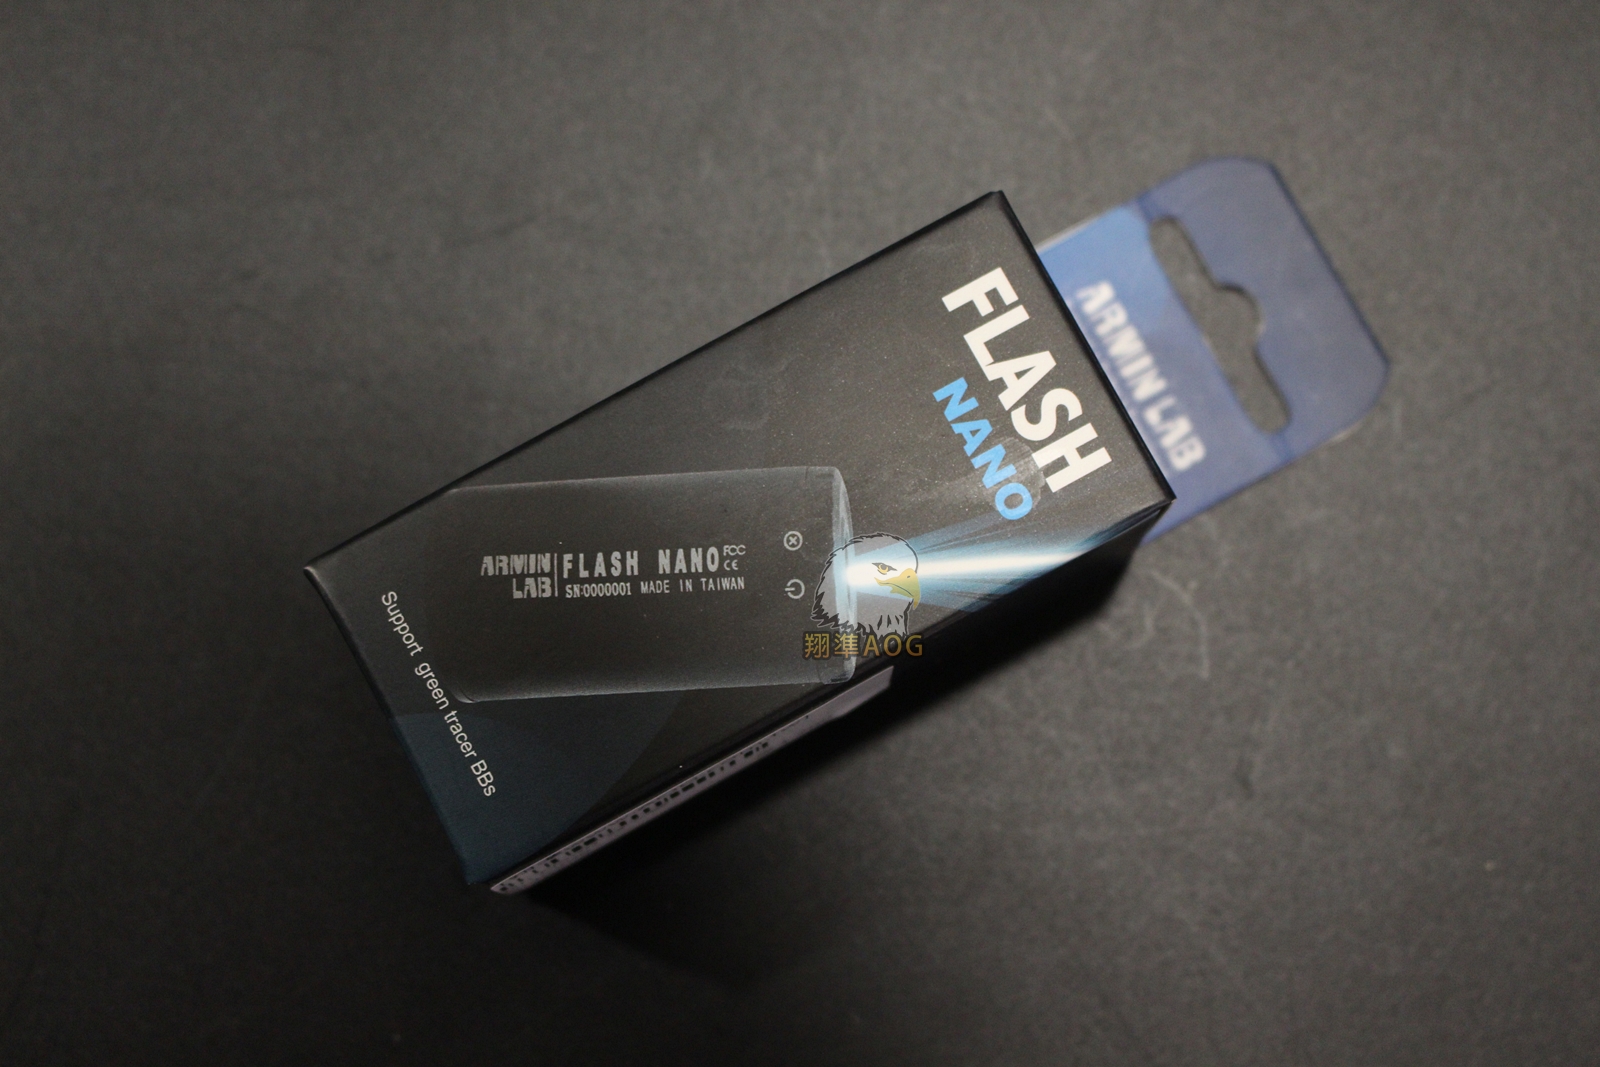 ARMIN LAB
FLASH
NANO
ARMIN
LAB
FLASH NANO
FCC
CE
SN:0000001 MADE IN TAIWAN
翔準AOG
Support green tracer BBs